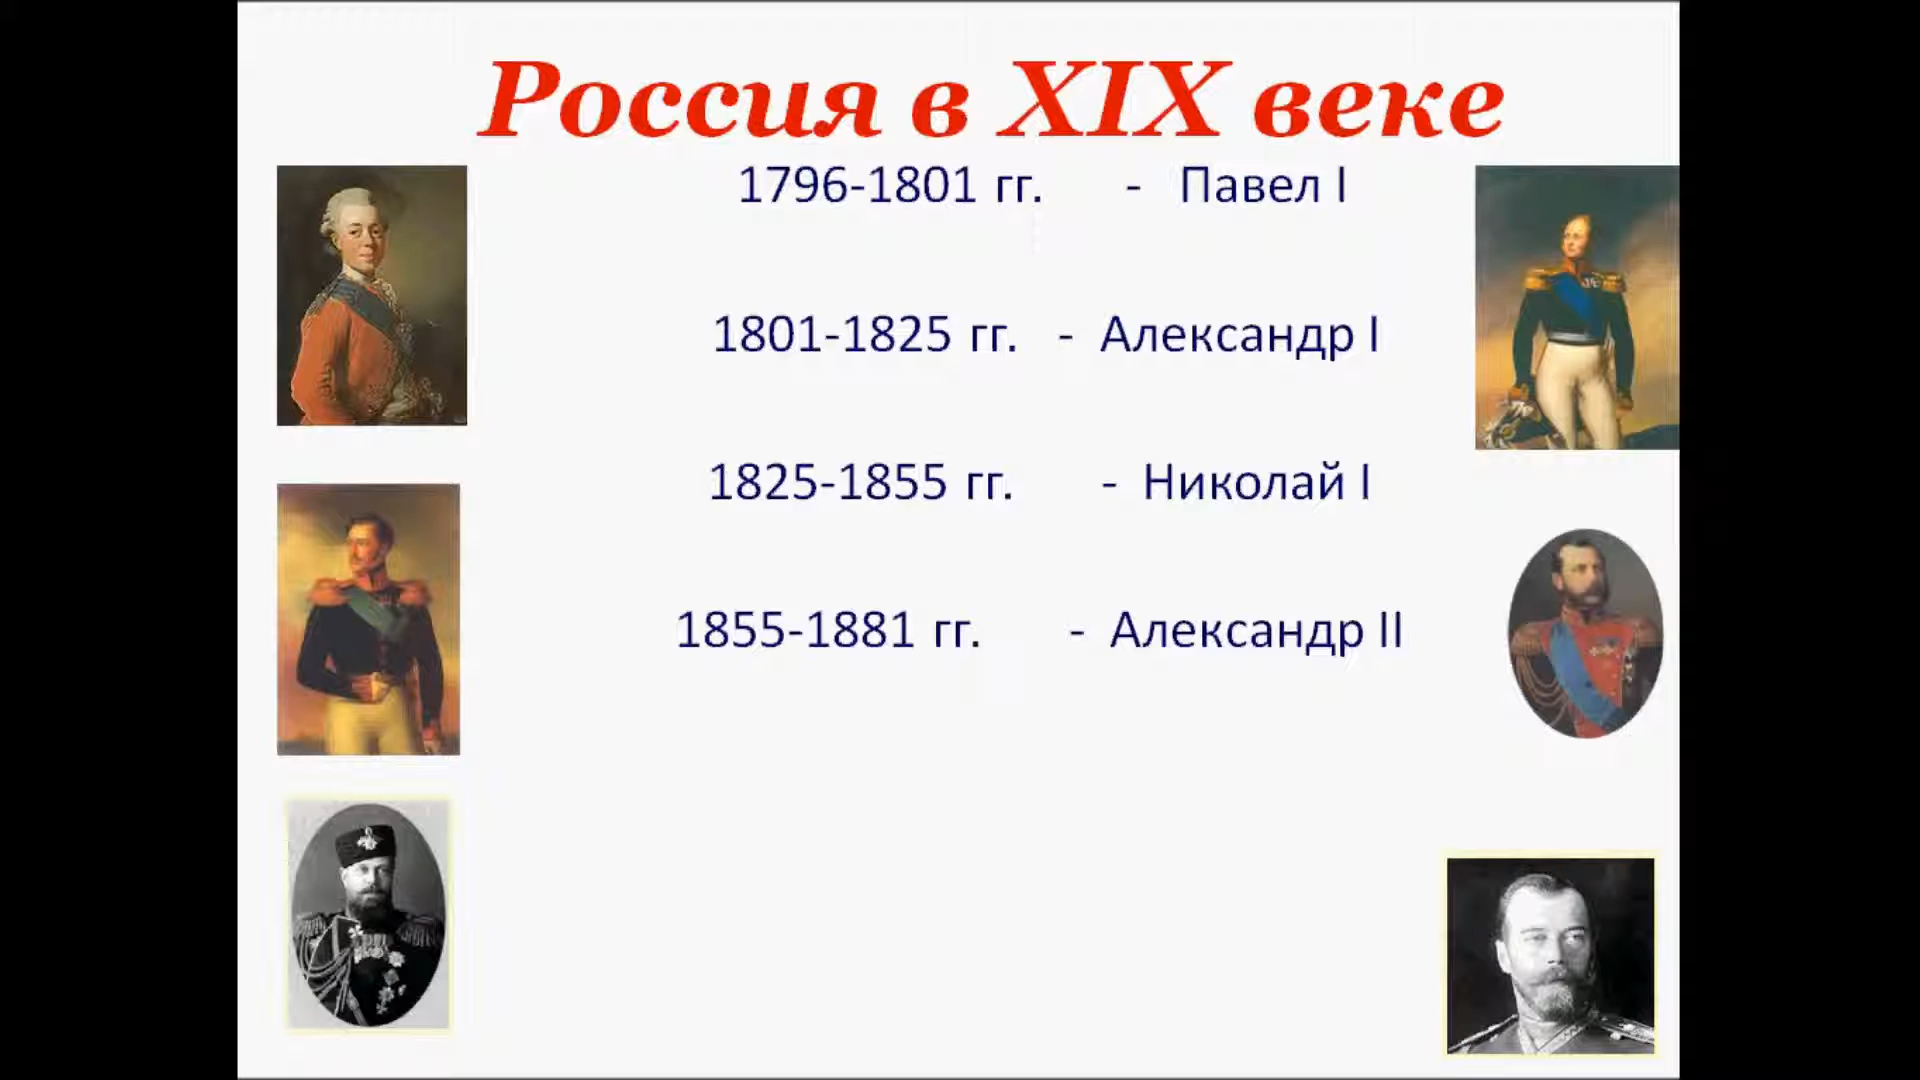 Россия в XIX веке
1796-1801 гг. - Павел I
1801-1825 гг. - Александр I
1825-1855 гг. - Николай I
1855-1881 гг. - Александр II